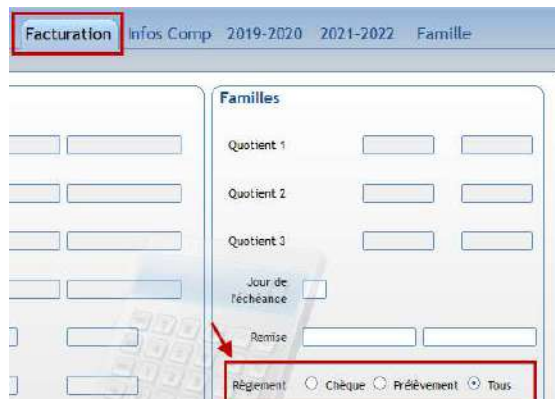 Facturation Infos Comp 2019-2020 2021-2022 Famille
Familles
Quotient 1
Quotient 2
Quotient 3
Jour de
l'échéance
Remise
Règlement Chèque Prélèvement Tous